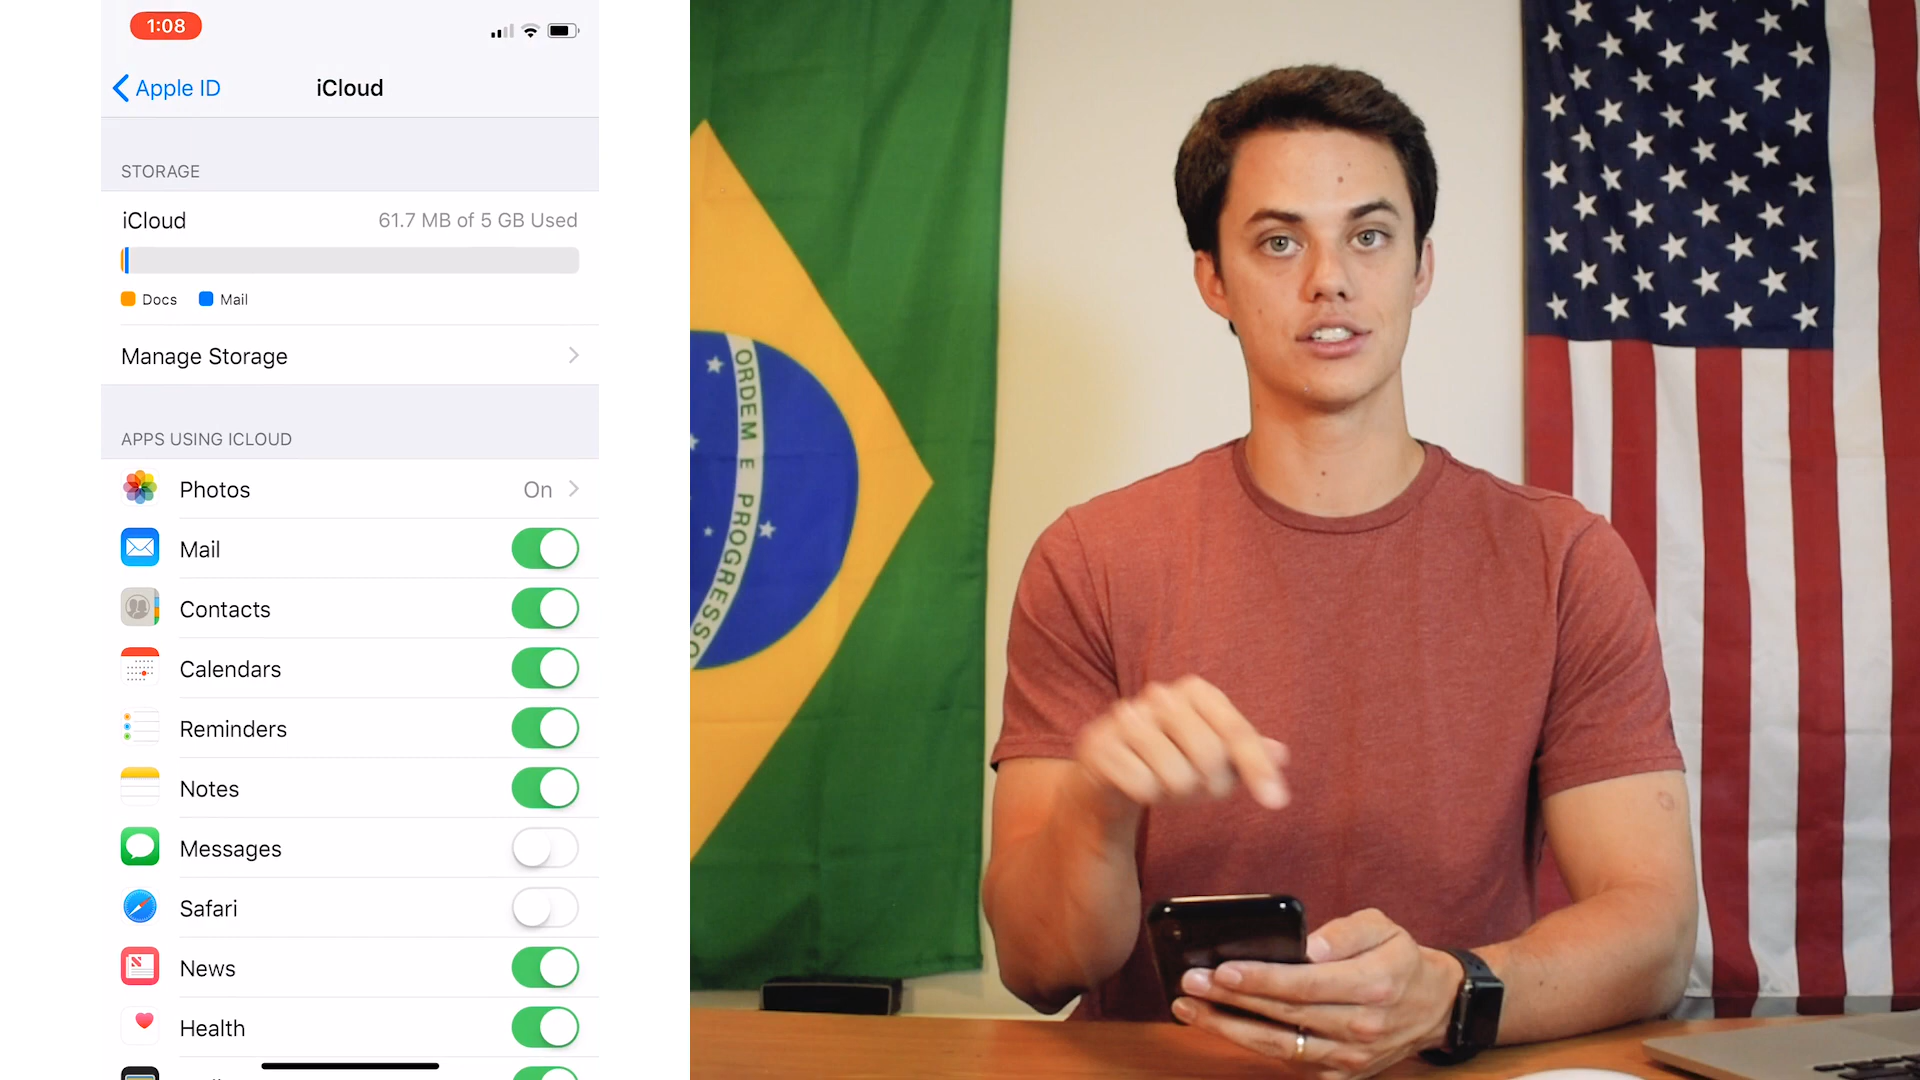 1:08
Apple ID
iCloud
STORAGE
iCloud
61.7 MB of 5 GB Used
Docs
Mail
Manage Storage
APPS USING ICLOUD
Photos
On
Mail
Contacts
Calendars
Reminders
Notes
Messages
Safari
News
Health
ORDEM E PROGRESSO